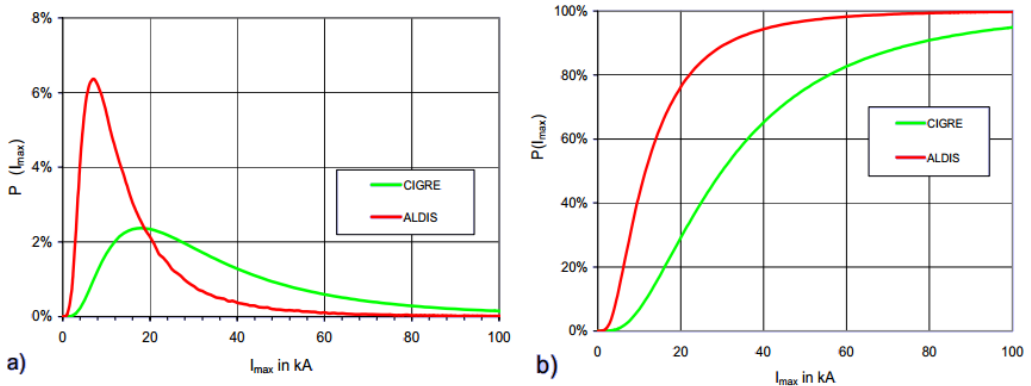 8%
6%
4%
2%
0%
P (Imax)
CIGRE
ALDIS
0 20 40 60 80 100
Imax in kA
a)
100%
80%
60%
40%
20%
0%
P(Imax)
CIGRE
ALDIS
0 20 40 60 80 100
Imax in kA
b)